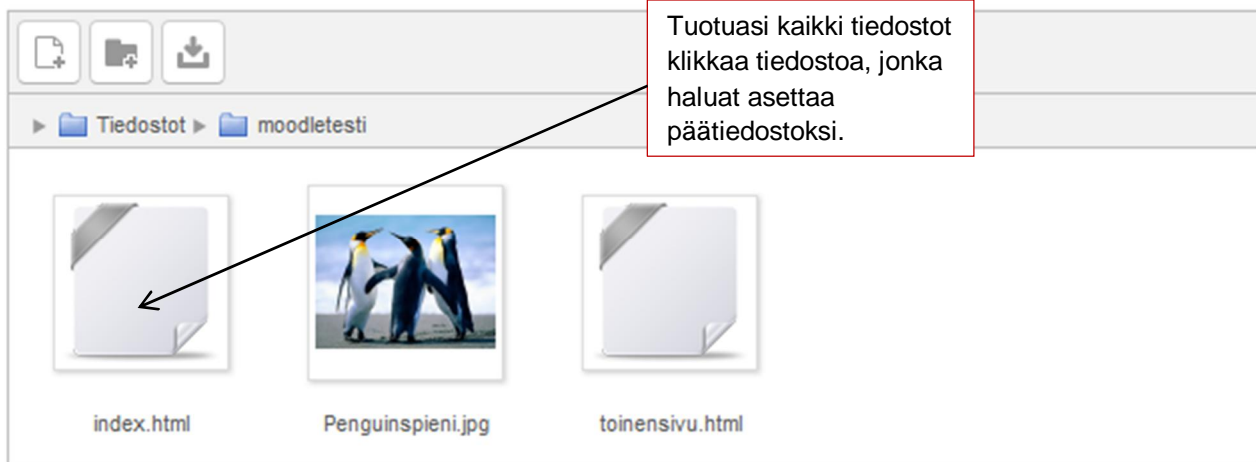 Tuotuasi kaikki tiedostot
klikkaa tiedostoa, jonka
haluat asettaa
päätiedostoksi.
Tiedostot
moodletesti
index.html
Penguinspieni.jpg
toinensivu.html